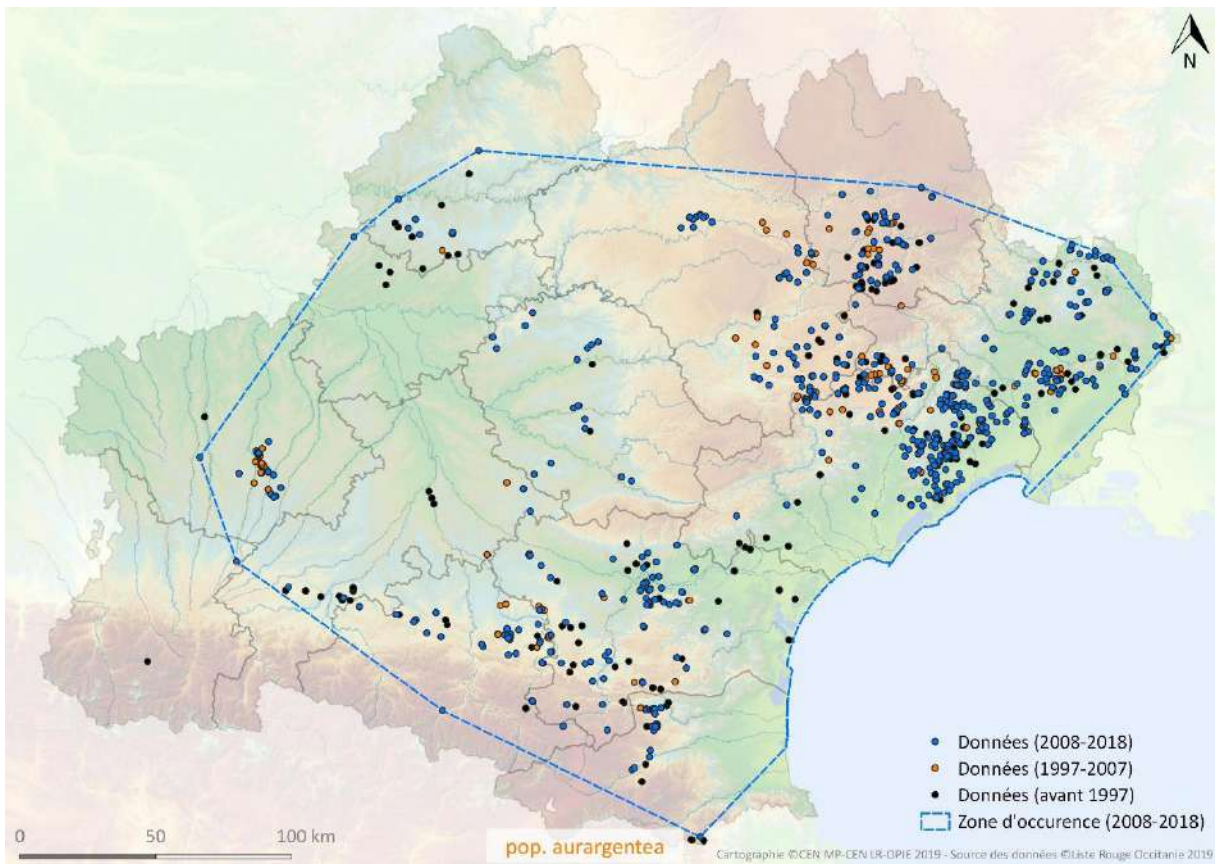 N
Données (2008-2018)
Données (1997-2007)
Données (avant 1997)
Zone d'occurence (2008-2018)
0 50 100 km
pop. aurargentea
Cartographie ©CEN MP-CEN LR-OPIE 2019 - Source des données ©Liste Rouge Occitanie 2019